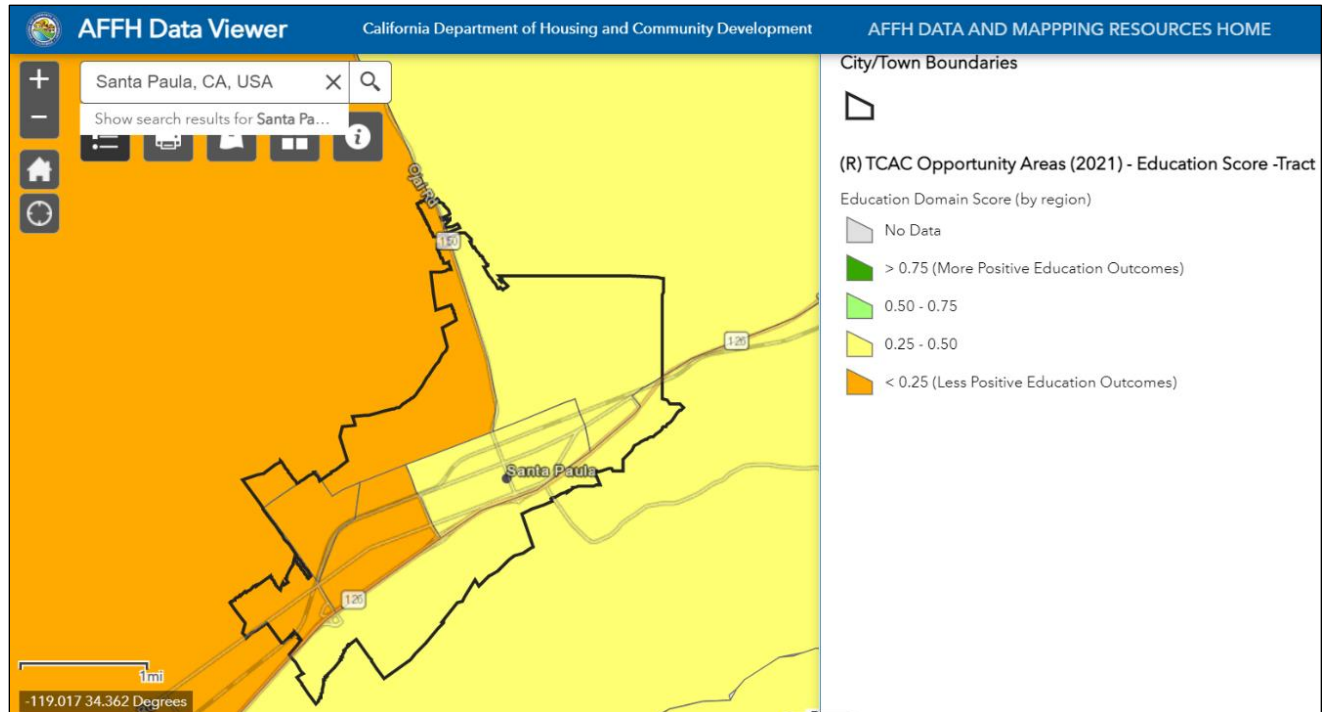 AFFH Data Viewer
California Department of Housing and Community Development
AFFH DATA AND MAPPPING RESOURCES HOME
+
Santa Paula, CA, USA
−
Show search results for Santa Pa...
Ojai Rd
150
126
Santa Paula
126
1mi
-119.017 34.362 Degrees
City/Town Boundaries
(R) TCAC Opportunity Areas (2021) - Education Score -Tract
Education Domain Score (by region)
No Data
> 0.75 (More Positive Education Outcomes)
0.50 - 0.75
0.25 - 0.50
< 0.25 (Less Positive Education Outcomes)